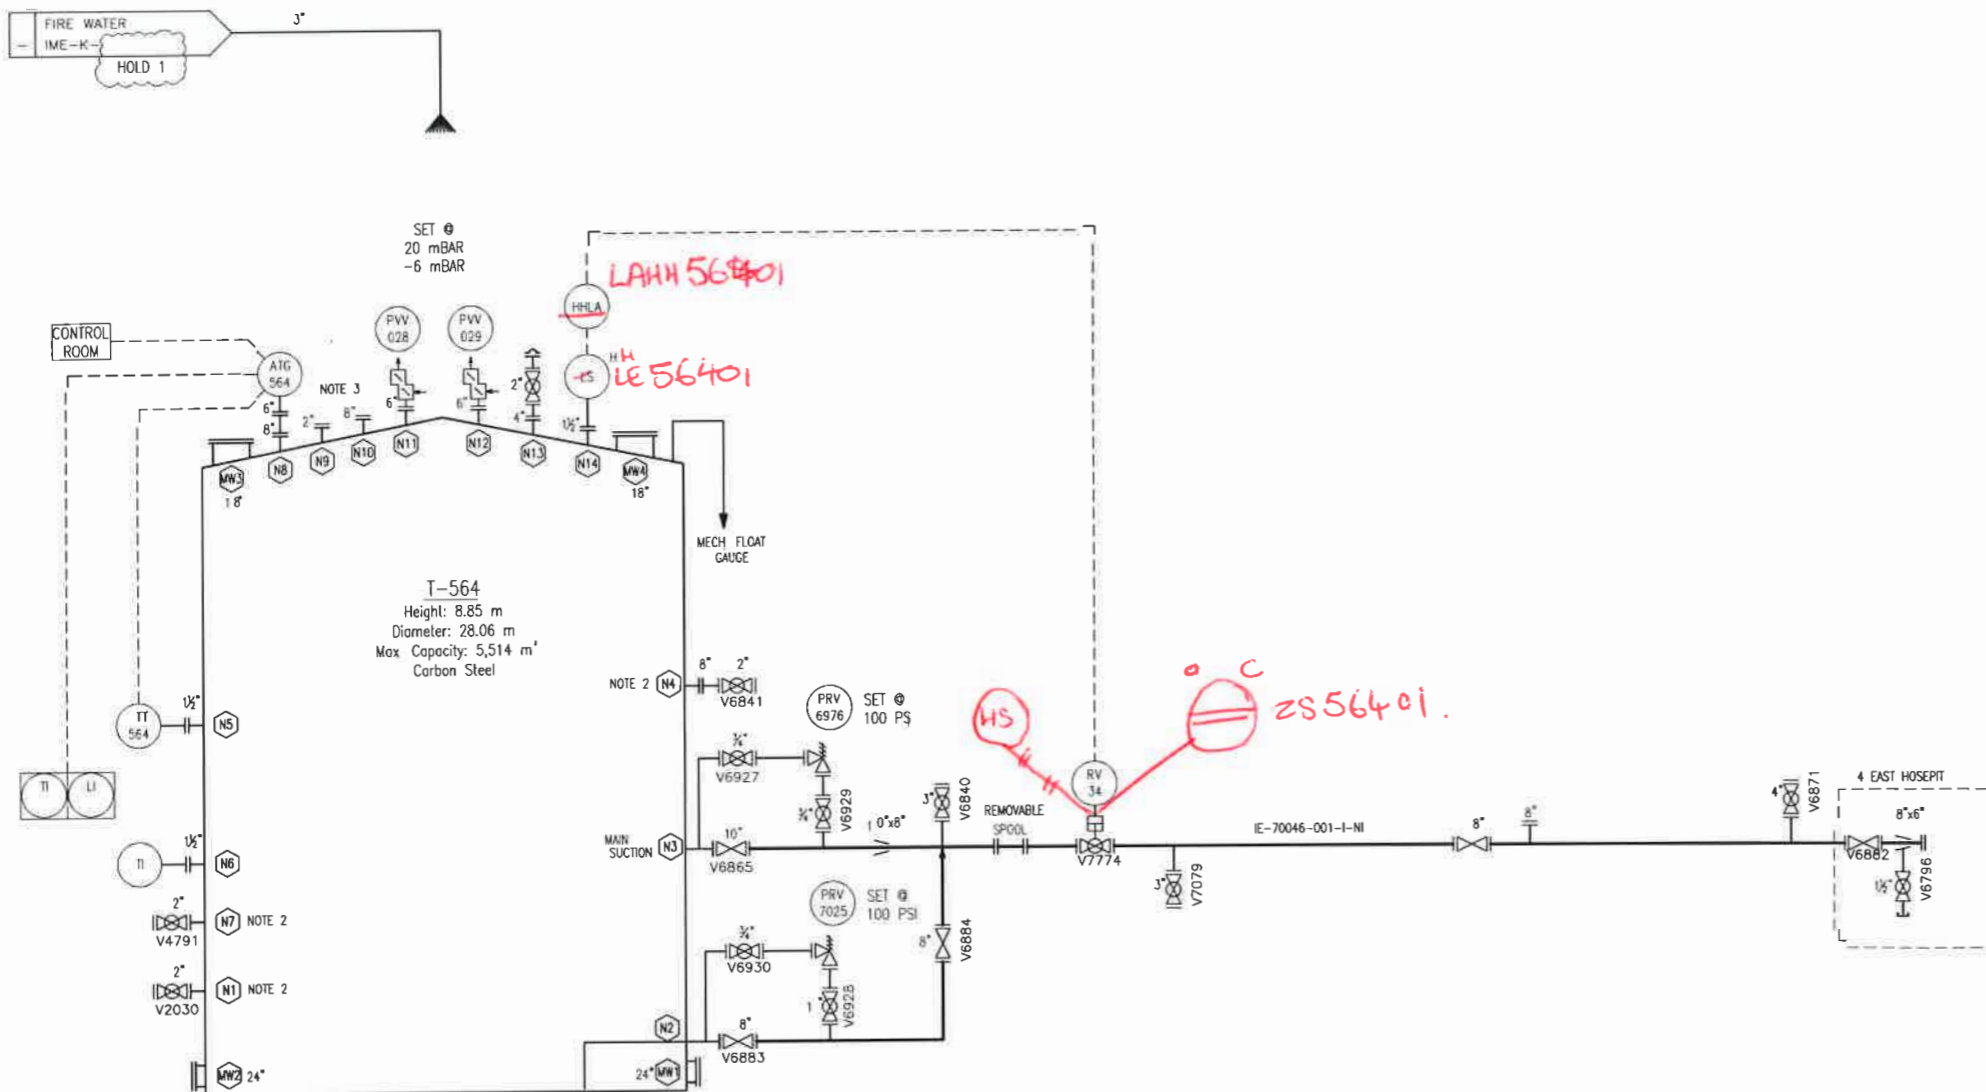 FIRE WATER
IME-K-
HOLD 1
3"
SET @
20 mBAR
-6 mBAR
LAHH 56401
HHLA
H H
LS
LE 56401
CONTROL
ROOM
ATG
564
NOTE 3
PVV
028
PVV
029
6"
8"
2"
8"
6"
6"
2"
4"
1½"
MW3
18"
N8
N9
N10
N11
N12
N13
N14
MW4
18"
MECH FLOAT
GAUGE
T-564
Height: 8.85 m
Diameter: 28.06 m
Max Capacity: 5,514 m³
Carbon Steel
NOTE 2
N4
8"
2"
V6841
TT
564
1½"
N5
TI
LI
TI
1½"
N6
2"
V4791
N7
NOTE 2
2"
V2030
N1
NOTE 2
MW2
24"
PRV
6976
SET @
100 PS
¾"
V6927
¾"
V6929
MAIN
SUCTION
N3
10"
V6865
10"x8"
3"
V6840
REMOVABLE
SPOOL
HS
RV
34
O C
ZS 56401.
V7774
3"
V7079
IE-70046-001-I-NI
8"
8"
4"
V6871
4 EAST HOSEPIT
8"x6"
V6882
1½"
V6796
PRV
7025
SET @
100 PSI
¾"
V6930
1"
V6928
8"
V6884
N2
8"
V6883
24"
MW1